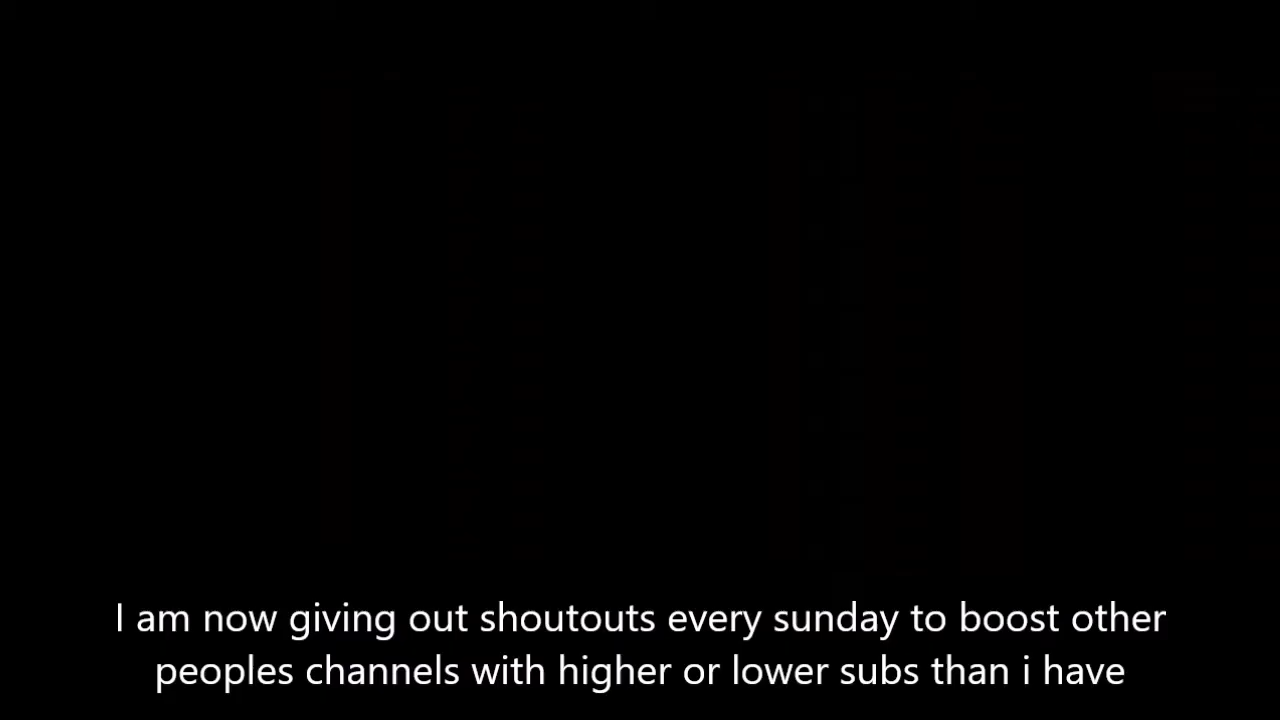 I am now giving out shoutouts every sunday to boost other
peoples channels with higher or lower subs than i have